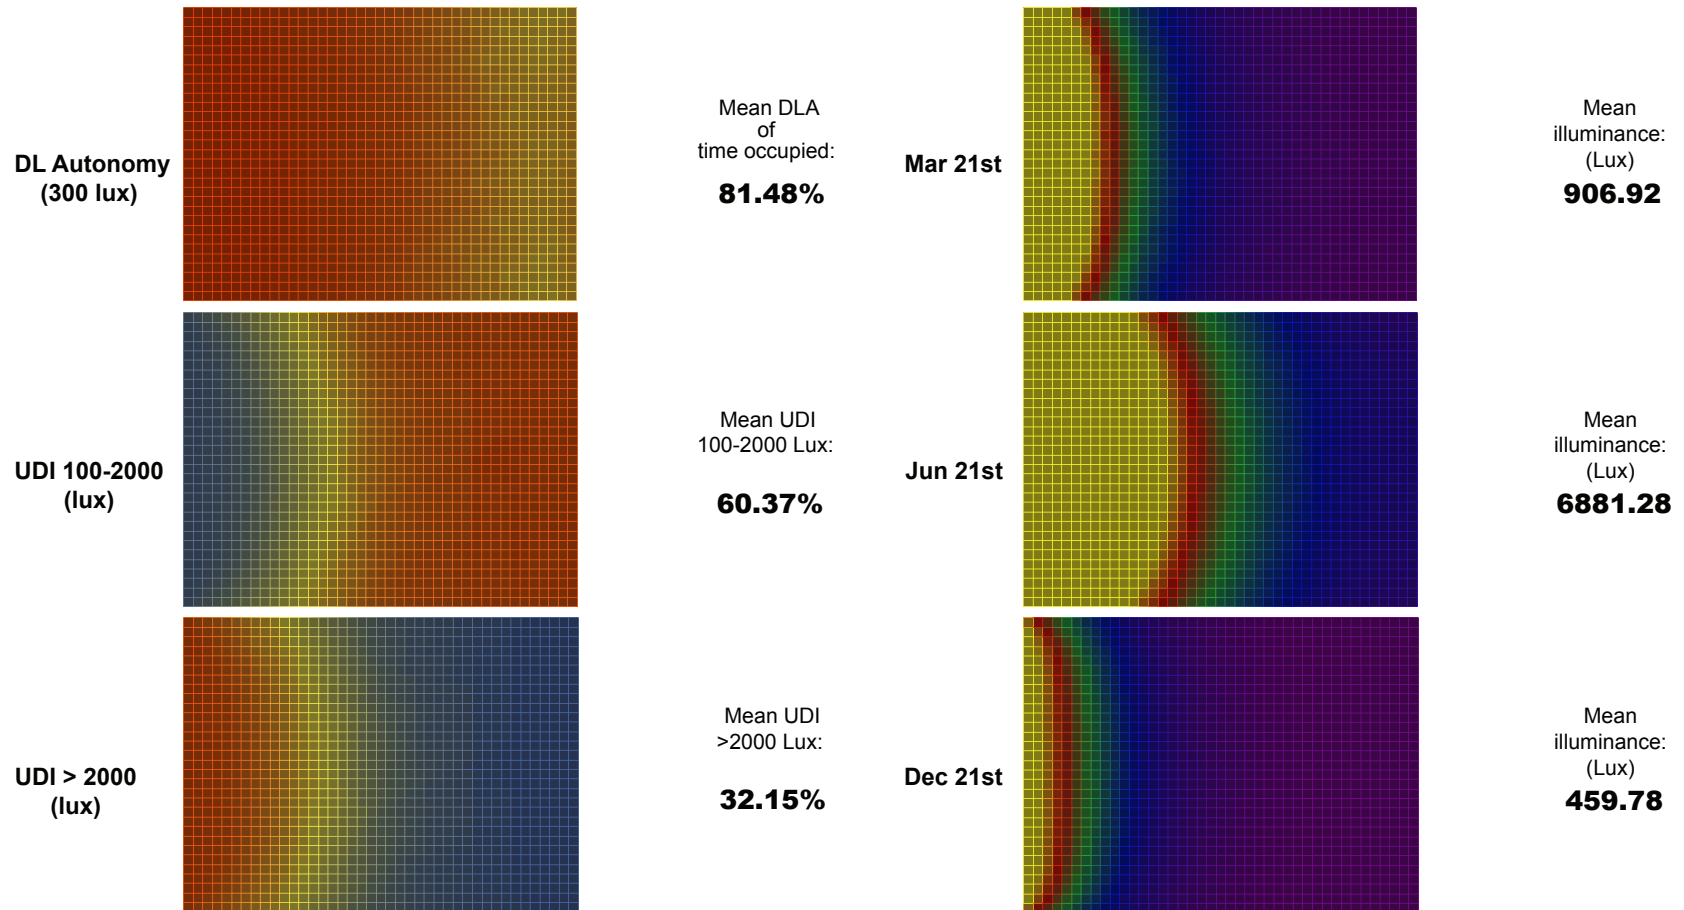 DL Autonomy
(300 lux)
Mean DLA
of
time occupied:
81.48%
Mar 21st
Mean
illuminance:
(Lux)
906.92
UDI 100-2000
(lux)
Mean UDI
100-2000 Lux:
60.37%
Jun 21st
Mean
illuminance:
(Lux)
6881.28
UDI > 2000
(lux)
Mean UDI
>2000 Lux:
32.15%
Dec 21st
Mean
illuminance:
(Lux)
459.78